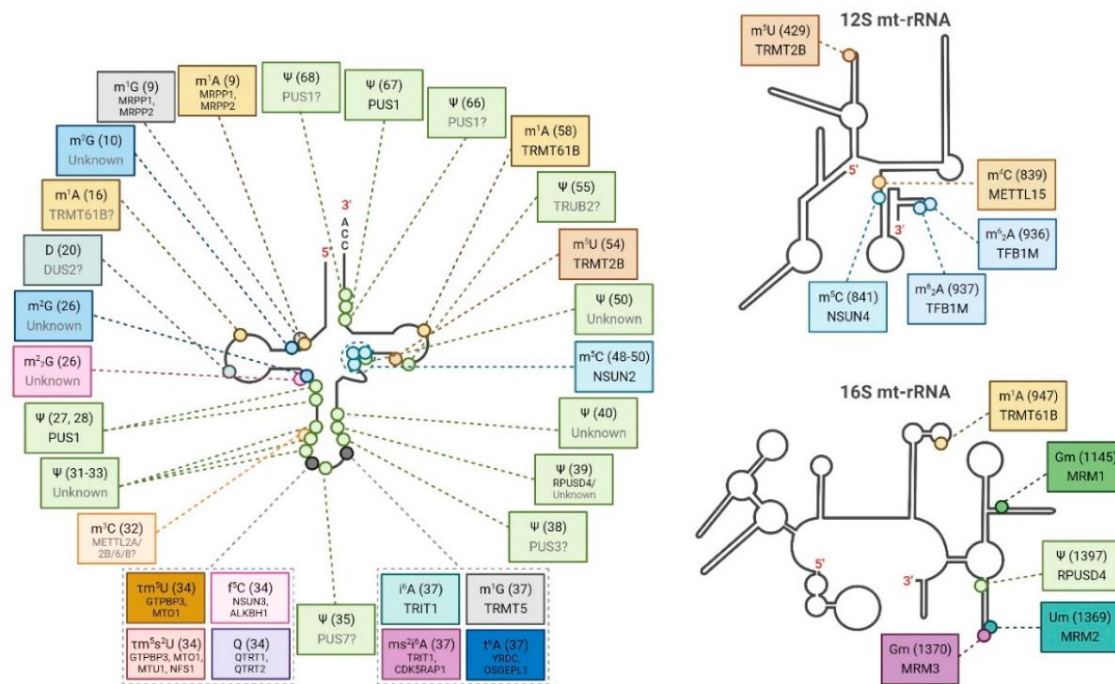 12S mt-rRNA
m⁵U (429)
TRMT2B
5'
m⁴C (839)
METTL15
3'
m⁶₂A (936)
TFB1M
m⁶₂A (937)
TFB1M
m⁵C (841)
NSUN4
m¹G (9)
MRPP1,
MRPP2
m¹A (9)
MRPP1,
MRPP2
Ψ (68)
PUS1?
Ψ (67)
PUS1
Ψ (66)
PUS1?
m²G (10)
Unknown
m¹A (58)
TRMT61B
m¹A (16)
TRMT61B?
Ψ (55)
TRUB2?
3'
A
C
C
5'
D (20)
DUS2?
m⁵U (54)
TRMT2B
m²G (26)
Unknown
Ψ (50)
Unknown
m²₂G (26)
Unknown
m⁵C (48-50)
NSUN2
Ψ (27, 28)
PUS1
Ψ (40)
Unknown
Ψ (31-33)
Unknown
Ψ (39)
RPUSD4/
Unknown
m³C (32)
METTL2A/
2B/6/8?
Ψ (38)
PUS3?
τm⁵U (34)
GTPBP3,
MTO1
f⁵C (34)
NSUN3,
ALKBH1
τm⁵s²U (34)
GTPBP3, MTO1,
MTU1, NFS1
Q (34)
QTRT1,
QTRT2
Ψ (35)
PUS7?
i⁶A (37)
TRIT1
m¹G (37)
TRMT5
ms²i⁶A (37)
TRIT1,
CDK5RAP1
t⁶A (37)
YRDC,
OSGEPL1
16S mt-rRNA
m¹A (947)
TRMT61B
Gm (1145)
MRM1
5'
3'
Ψ (1397)
RPUSD4
Um (1369)
MRM2
Gm (1370)
MRM3